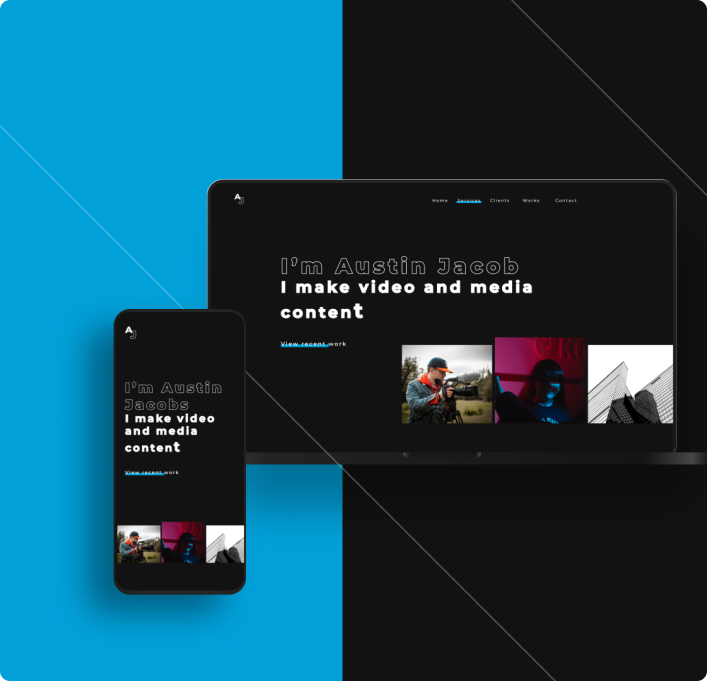 AJ
Home Services Clients Works Contact
I'm Austin Jacob
I make video and media
content
View recent work
AJ
I'm Austin
Jacobs
I make video
and media
content
View recent work